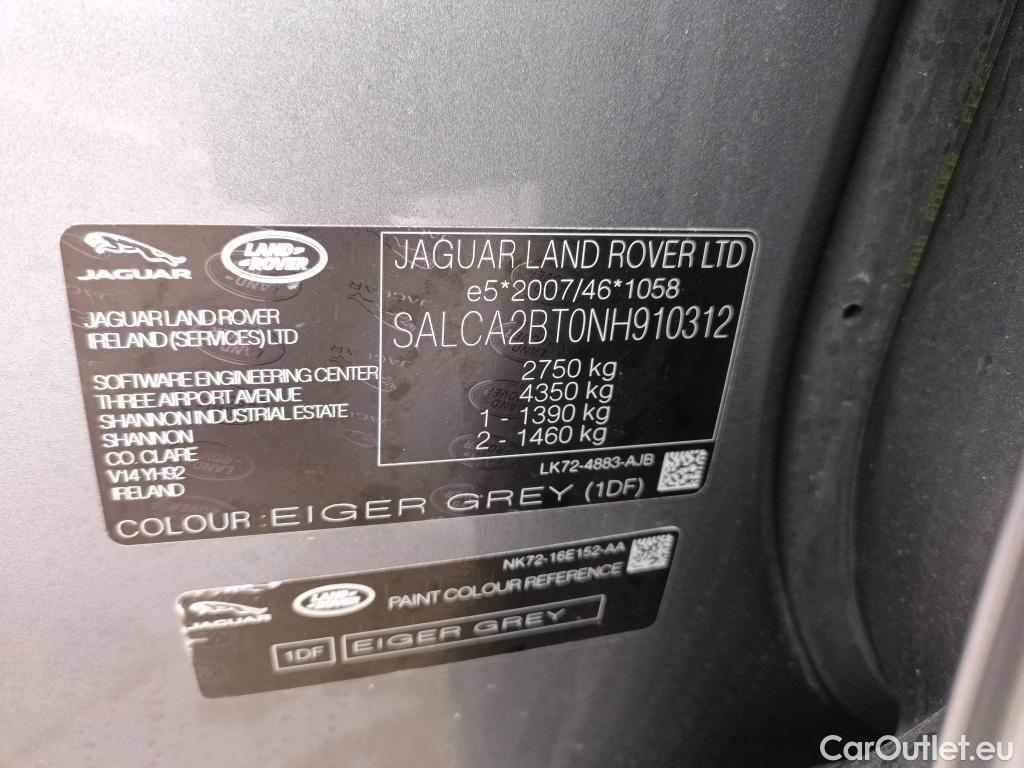 JAGUAR
LAND-
ROVER
JAGUAR LAND ROVER
IRELAND (SERVICES) LTD
SOFTWARE ENGINEERING CENTER
THREE AIRPORT AVENUE
SHANNON INDUSTRIAL ESTATE
SHANNON
CO. CLARE
V14 YH92
IRELAND
JAGUAR LAND ROVER LTD
e5*2007/46*1058
SALCA2BT0NH910312
2750 kg
4350 kg
1 - 1390 kg
2 - 1460 kg
LK72-4883-AJB
COLOUR : EIGER GREY (1DF)
NK72-16E152-AA
JAGUAR
LAND-
ROVER
PAINT COLOUR REFERENCE
1DF EIGER GREY
CarOutlet.eu